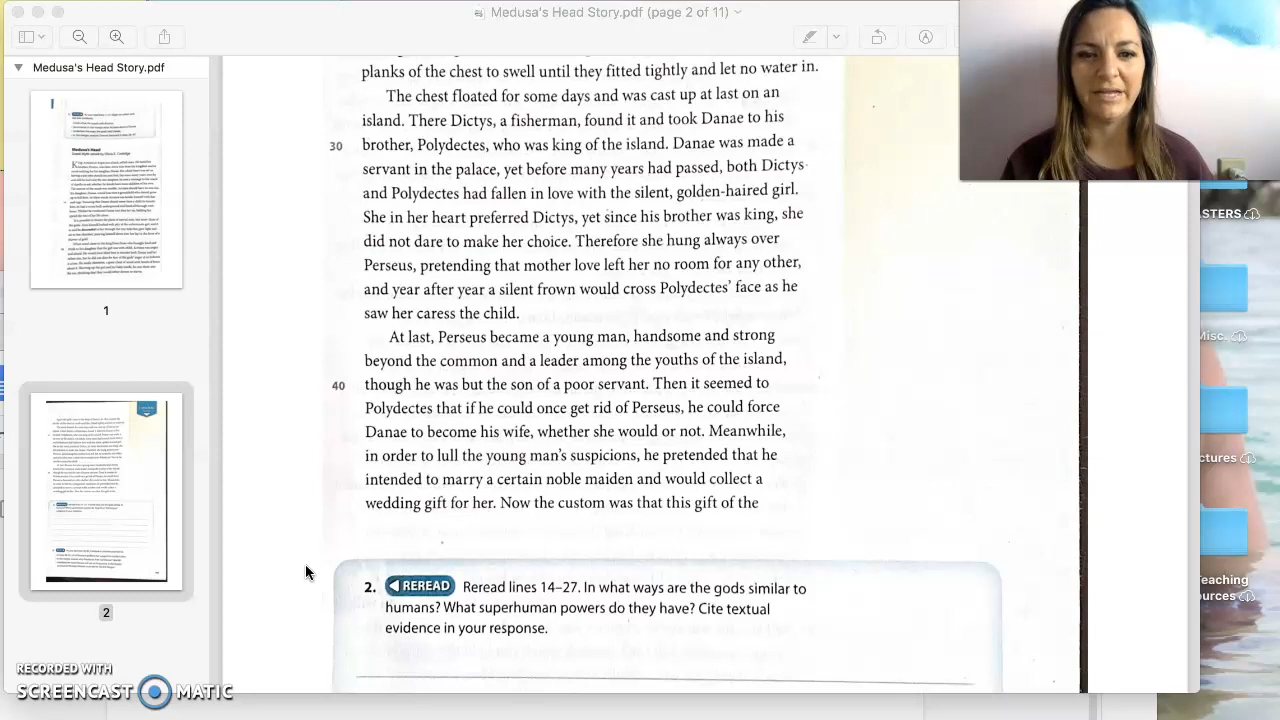 Medusa's Head Story.pdf (page 2 of 11)
Medusa's Head Story.pdf
1
2
planks of the chest to swell until they fitted tightly and let no water in.
The chest floated for some days and was cast up at last on an
island. There Dictys, a fisherman, found it and took Danae to his
30 brother, Polydectes, who was king of the island. Danae was made a
servant in the palace, yet before many years had passed, both Dictys
and Polydectes had fallen in love with the silent, golden-haired girl.
She in her heart preferred Dictys, yet since his brother was king, she
did not dare to make her choice. Therefore she hung always over
Perseus, pretending that mother love left her no room for any other,
and year after year a silent frown would cross Polydectes' face as he
saw her caress the child.
At last, Perseus became a young man, handsome and strong
beyond the common and a leader among the youths of the island,
40 though he was but the son of a poor servant. Then it seemed to
Polydectes that if he could once get rid of Perseus, he could force
Danae to become his wife, whether she would or not. Meanwhile,
in order to lull the young man's suspicions, he pretended that he
intended to marry a certain noble maiden and would collect a
wedding gift for her. Now the custom was that this gift of the
2. REREAD Reread lines 14–27. In what ways are the gods similar to
humans? What superhuman powers do they have? Cite textual
evidence in your response.
ASTERS
Misc.
ctures
Teaching
ources
RECORDED WITH
SCREENCAST MATIC